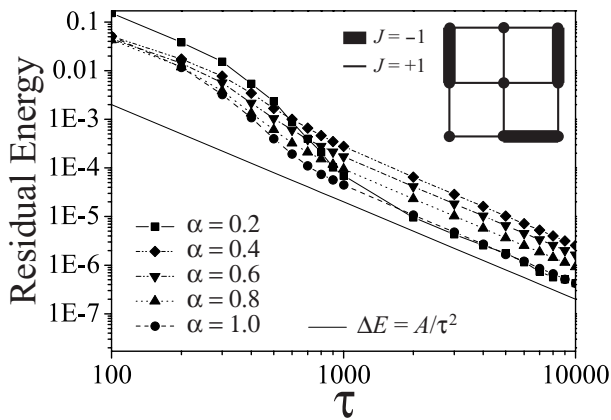 Residual Energy
0.1
0.01
1E-3
1E-4
1E-5
1E-6
1E-7
J = −1
J = +1
α = 0.2
α = 0.4
α = 0.6
α = 0.8
α = 1.0
ΔE = A/τ²
100
1000
10000
τ